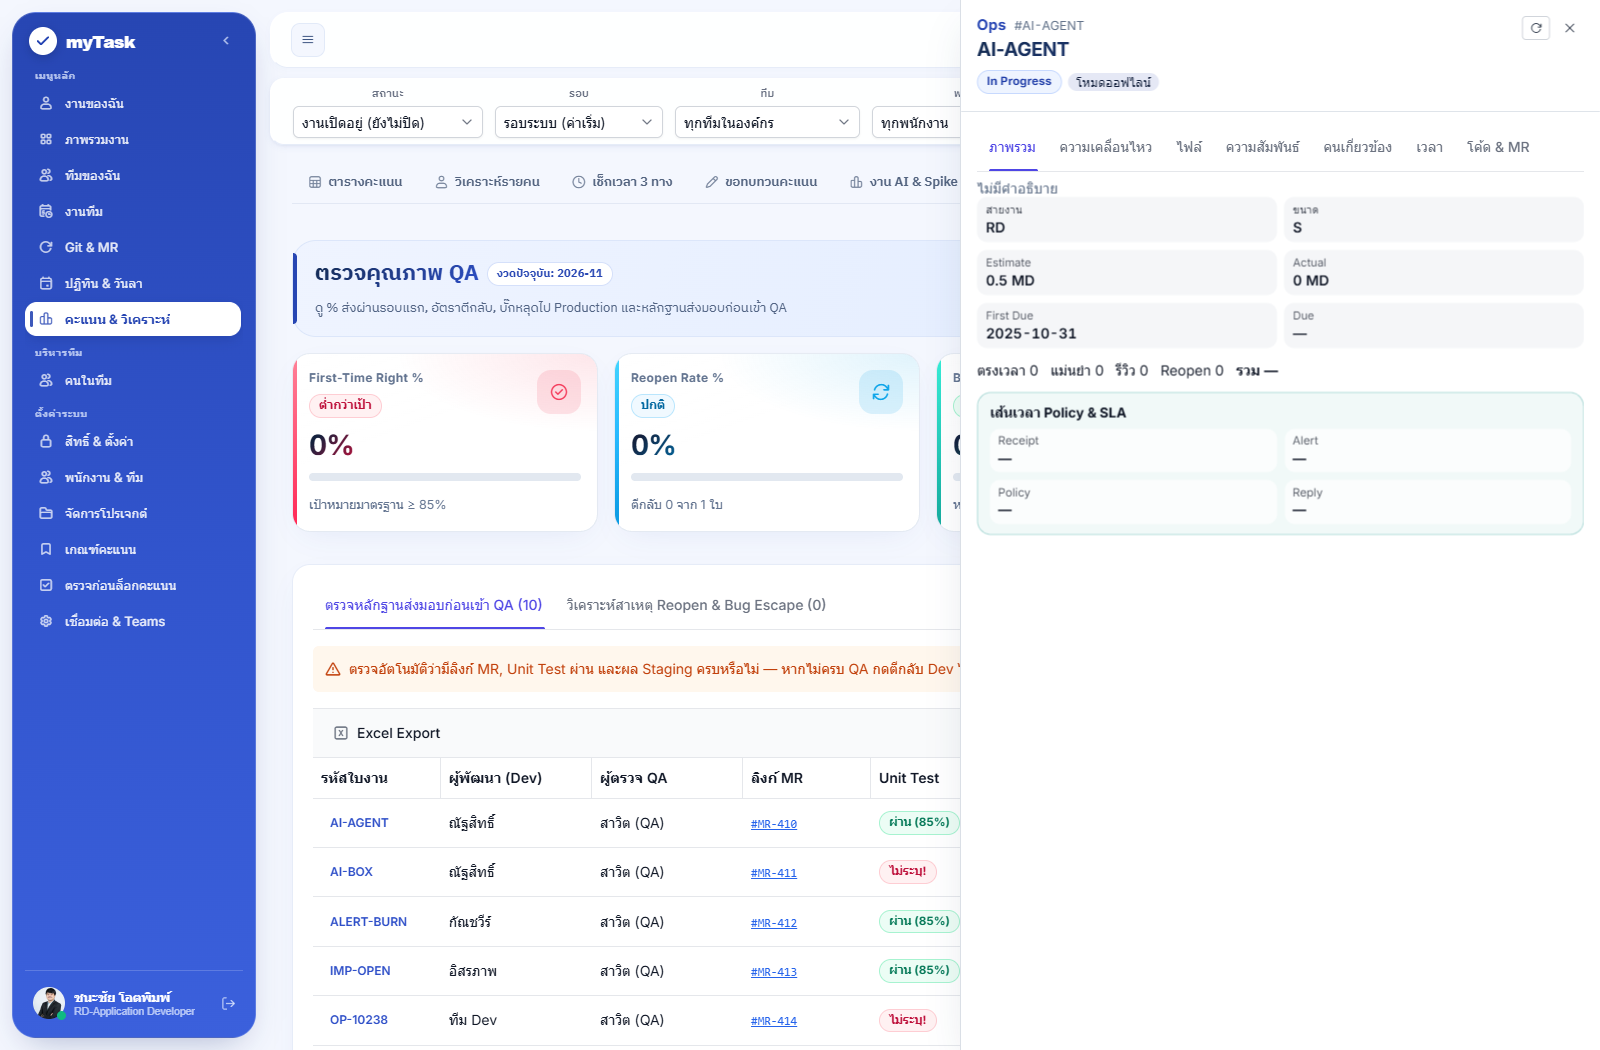 myTask
เมนูหลัก
งานของฉัน
ภาพรวมงาน
ทีมของฉัน
งานทีม
Git & MR
ปฏิทิน & วันลา
คะแนน & วิเคราะห์
บริหารทีม
คนในทีม
ตั้งค่าระบบ
สิทธิ์ & ตั้งค่า
พนักงาน & ทีม
จัดการโปรเจกต์
เกณฑ์คะแนน
ตรวจก่อนล็อกคะแนน
เชื่อมต่อ & Teams
ชนะชัย โอตพิมพ์
RD-Application Developer
สถานะ
รอบ
ทีม
งานเปิดอยู่ (ยังไม่ปิด)
รอบระบบ (ค่าเริ่ม)
ทุกทีมในองค์กร
ทุกพนักงาน
ตารางคะแนน
วิเคราะห์รายคน
เช็กเวลา 3 ทาง
ขอทบทวนคะแนน
งาน AI & Spike
ตรวจคุณภาพ QA
งวดปัจจุบัน: 2026-11
ดู % ส่งผ่านรอบแรก, อัตราตีกลับ, บั๊กหลุดไป Production และหลักฐานส่งมอบก่อนเข้า QA
First-Time Right %
ต่ำกว่าเป้า
0%
เป้าหมายมาตรฐาน ≥ 85%
Reopen Rate %
ปกติ
0%
ตีกลับ 0 จาก 1 ใบ
ตรวจหลักฐานส่งมอบก่อนเข้า QA (10)
วิเคราะห์สาเหตุ Reopen & Bug Escape (0)
ตรวจอัตโนมัติว่ามีลิงก์ MR, Unit Test ผ่าน และผล Staging ครบหรือไม่ — หากไม่ครบ QA กดตีกลับ Dev
Excel Export
รหัสใบงาน
ผู้พัฒนา (Dev)
ผู้ตรวจ QA
ลิงก์ MR
Unit Test
AI-AGENT
ณัฐสิทธิ์
สาวิต (QA)
#MR-410
ผ่าน (85%)
AI-BOX
ณัฐสิทธิ์
สาวิต (QA)
#MR-411
ไม่ระบุ!
ALERT-BURN
กัณชวีร์
สาวิต (QA)
#MR-412
ผ่าน (85%)
IMP-OPEN
อิสรภาพ
สาวิต (QA)
#MR-413
ผ่าน (85%)
OP-10238
ทีม Dev
สาวิต (QA)
#MR-414
ไม่ระบุ!
Ops #AI-AGENT
AI-AGENT
In Progress
โหมดออฟไลน์
ภาพรวม
ความเคลื่อนไหว
ไฟล์
ความสัมพันธ์
คนเกี่ยวข้อง
เวลา
โค้ด & MR
ไม่มีคำอธิบาย
สายงาน
RD
ขนาด
S
Estimate
0.5 MD
Actual
0 MD
First Due
2025-10-31
Due
—
ตรงเวลา 0 แม่นยำ 0 รีวิว 0 Reopen 0 รวม —
เส้นเวลา Policy & SLA
Receipt
—
Alert
—
Policy
—
Reply
—